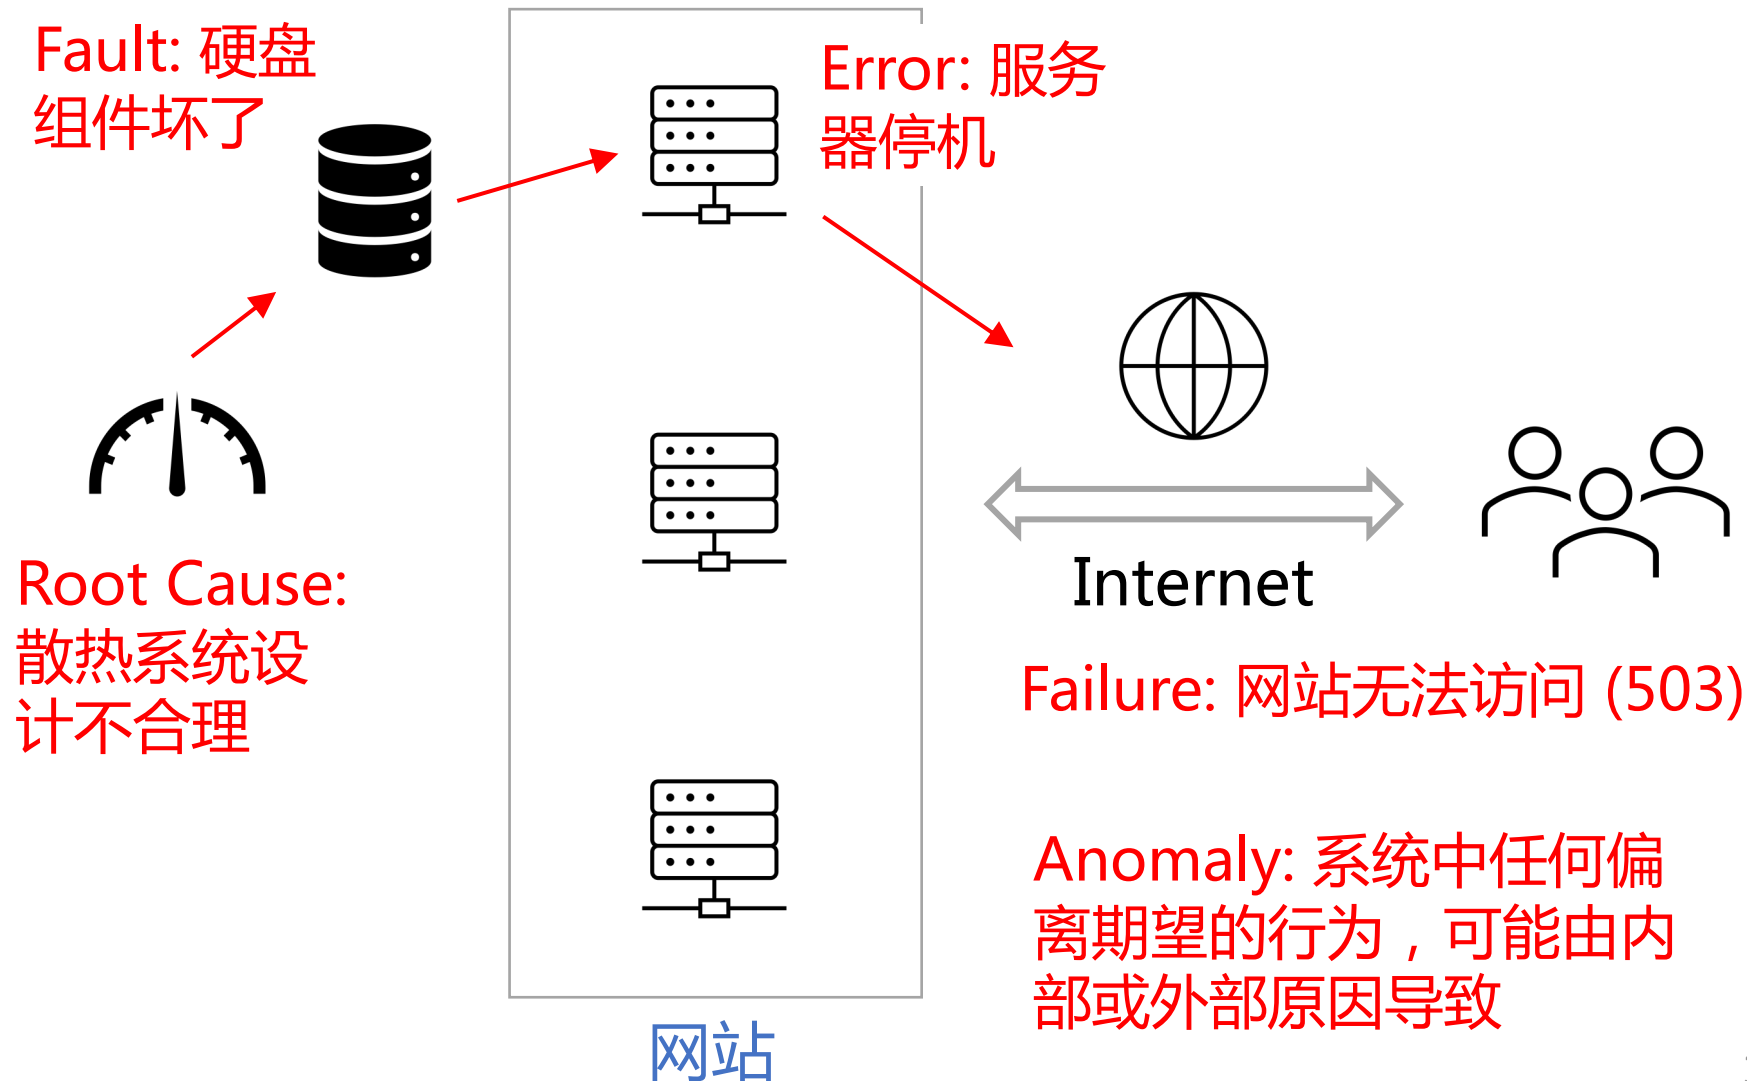 Fault: 硬盘
组件坏了
Error: 服务
器停机
Root Cause:
散热系统设
计不合理
Internet
Failure: 网站无法访问 (503)
Anomaly: 系统中任何偏
离期望的行为，可能由内
部或外部原因导致
网站